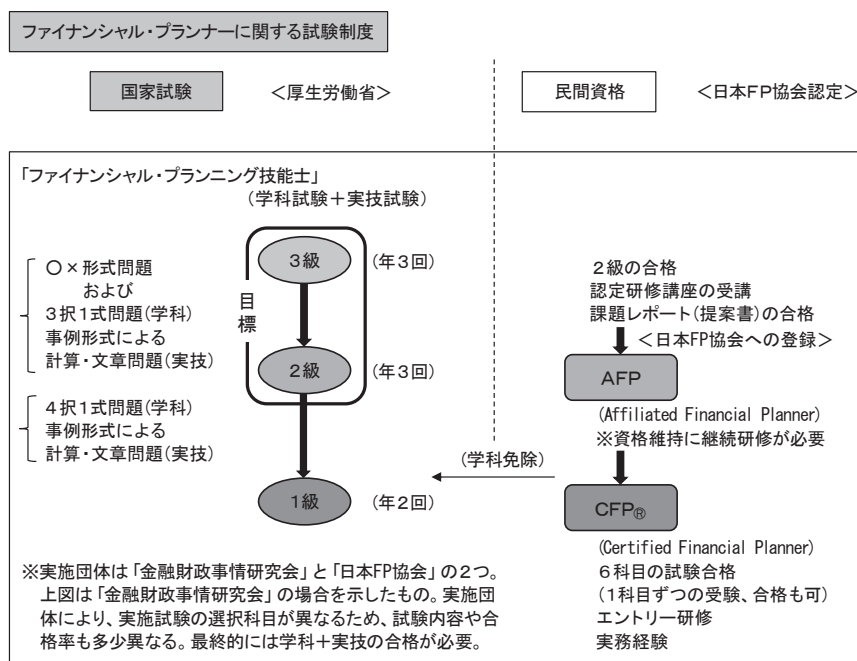 ファイナンシャル・プランナーに関する試験制度
国家試験
＜厚生労働省＞
民間資格
＜日本ＦＰ協会認定＞
「ファイナンシャル・プランニング技能士」
（学科試験＋実技試験）
〇×形式問題
および
３択１式問題（学科）
事例形式による
計算・文章問題（実技）
４択１式問題（学科）
事例形式による
計算・文章問題（実技）
目標
３級
（年３回）
２級
（年３回）
１級
（年２回）
（学科免除）
２級の合格
認定研修講座の受講
課題レポート（提案書）の合格
＜日本FP協会への登録＞
AFP
(Affiliated Financial Planner)
※資格維持に継続研修が必要
CFP®
(Certified Financial Planner)
６科目の試験合格
（１科目ずつの受験、合格も可）
エントリー研修
実務経験
※実施団体は「金融財政事情研究会」と「日本FP協会」の２つ。
上図は「金融財政事情研究会」の場合を示したもの。実施団
体により、実施試験の選択科目が異なるため、試験内容や合
格率も多少異なる。最終的には学科＋実技の合格が必要。